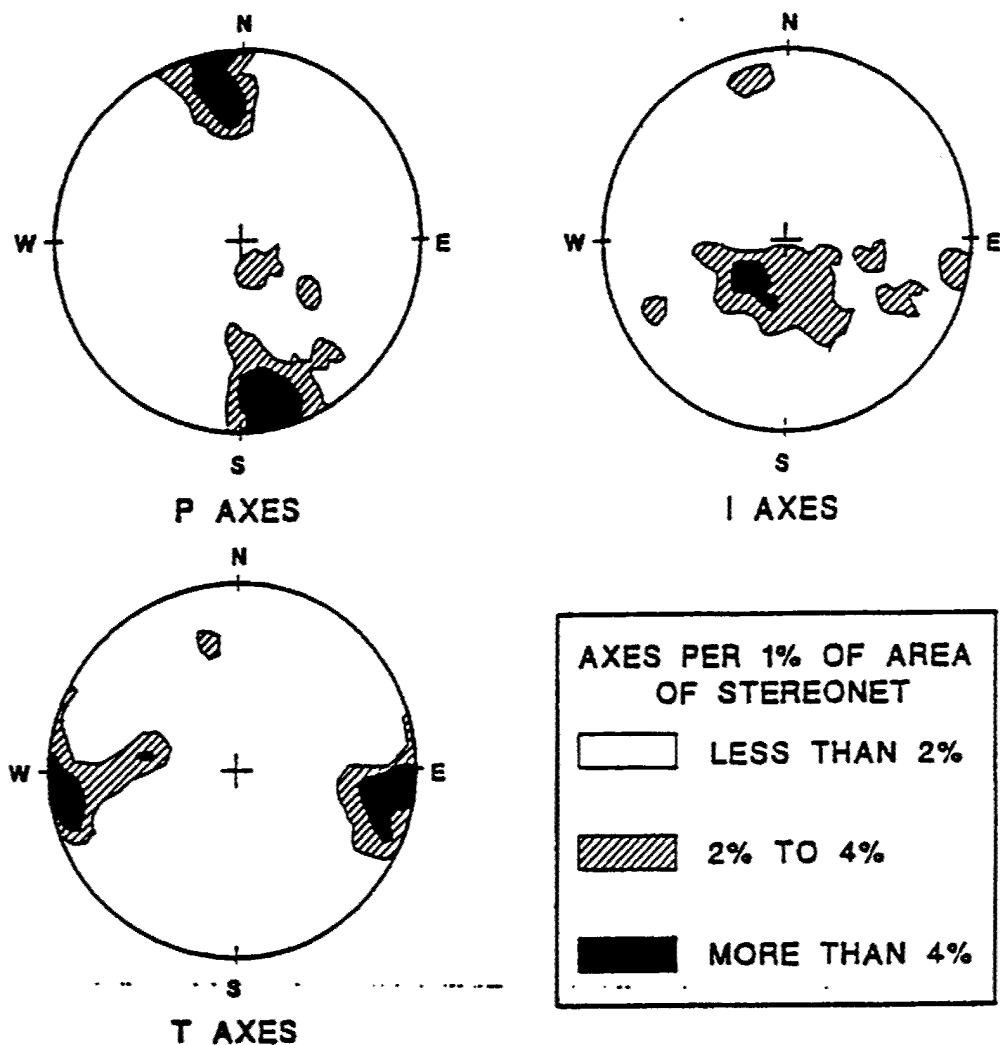 N
W
E
S
P AXES
N
W
E
S
I AXES
N
W
E
S
T AXES
AXES PER 1% OF AREA
OF STEREONET
LESS THAN 2%
2% TO 4%
MORE THAN 4%